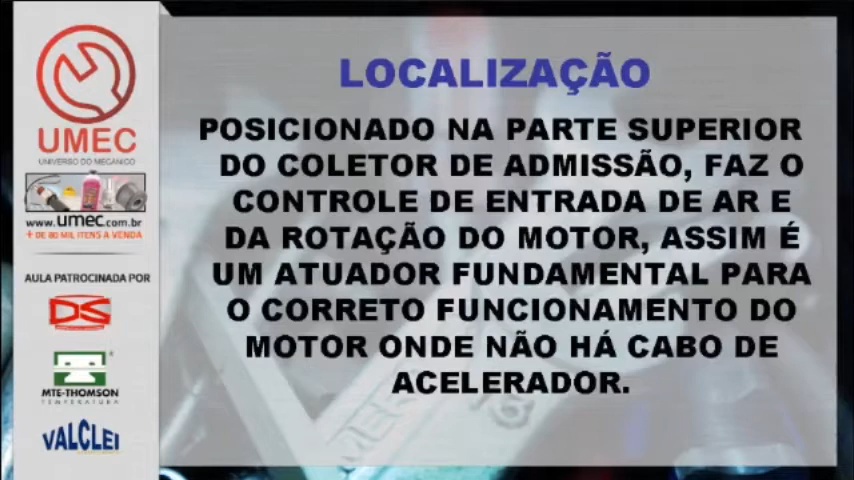 UMEC
UNIVERSO DO MECÂNICO
www.umec.com.br
+ DE 80 MIL ITENS A VENDA
AULA PATROCINADA POR
DS
MTE-THOMSON
TEMPERATURA
VALCLEI
LOCALIZAÇÃO
POSICIONADO NA PARTE SUPERIOR
DO COLETOR DE ADMISSÃO, FAZ O
CONTROLE DE ENTRADA DE AR E
DA ROTAÇÃO DO MOTOR, ASSIM É
UM ATUADOR FUNDAMENTAL PARA
O CORRETO FUNCIONAMENTO DO
MOTOR ONDE NÃO HÁ CABO DE
ACELERADOR.